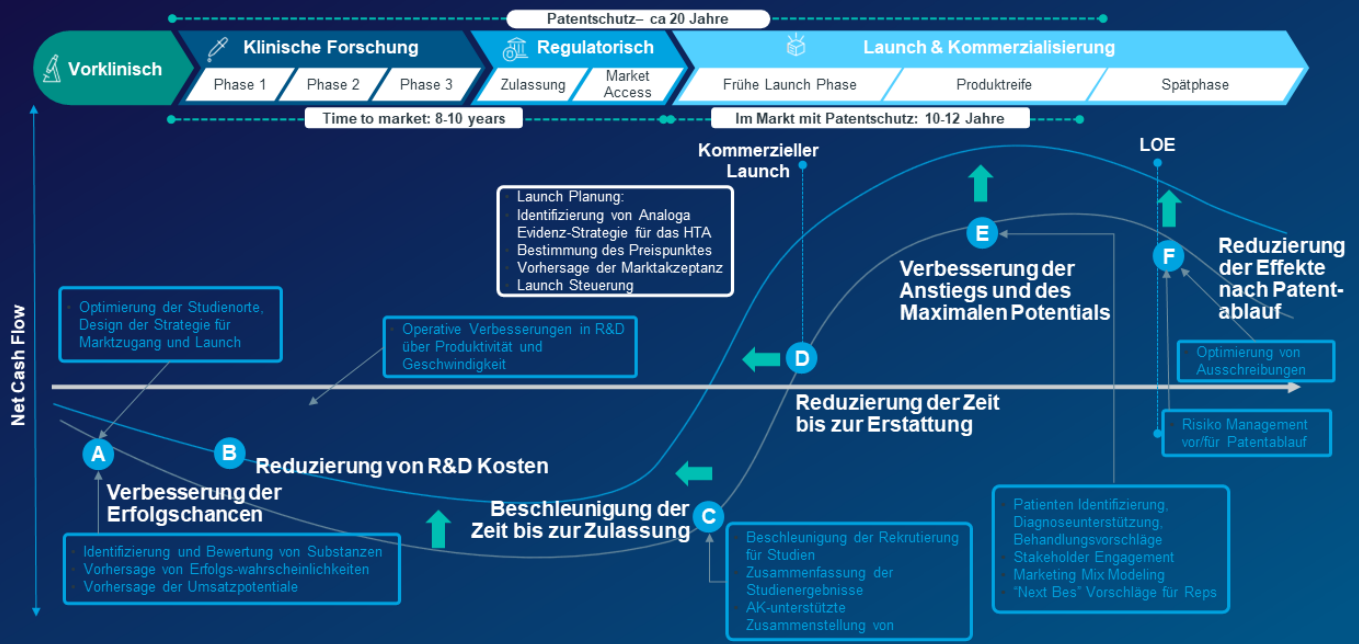 Patentschutz– ca 20 Jahre
Vorklinisch
Klinische Forschung
Phase 1
Phase 2
Phase 3
Regulatorisch
Zulassung
Market
Access
Launch & Kommerzialisierung
Frühe Launch Phase
Produktreife
Spätphase
Time to market: 8-10 years
Im Markt mit Patentschutz: 10-12 Jahre
Net Cash Flow
Kommerzieller
Launch
LOE
Launch Planung:
Identifizierung von Analoga
Evidenz-Strategie für das HTA
Bestimmung des Preispunktes
Vorhersage der Marktakzeptanz
Launch Steuerung
Optimierung der Studienorte,
Design der Strategie für
Marktzugang und Launch
Operative Verbesserungen in R&D
über Produktivität und
Geschwindigkeit
A
Verbesserung der
Erfolgschancen
Identifizierung und Bewertung von Substanzen
Vorhersage von Erfolgs-wahrscheinlichkeiten
Vorhersage der Umsatzpotentiale
B
Reduzierung von R&D Kosten
C
Beschleunigung der
Zeit bis zur Zulassung
Beschleunigung der Rekrutierung
für Studien
Zusammenfassung der
Studienergebnisse
AK-unterstützte
Zusammenstellung von
D
Reduzierung der Zeit
bis zur Erstattung
E
Verbesserung der
Anstiegs und des
Maximalen Potentials
Patienten Identifizierung,
Diagnoseunterstützung,
Behandlungsvorschläge
Stakeholder Engagement
Marketing Mix Modeling
“Next Bes” Vorschläge für Reps
F
Reduzierung
der Effekte
nach Patent-
ablauf
Optimierung von
Ausschreibungen
Risiko Management
vor/für Patentablauf